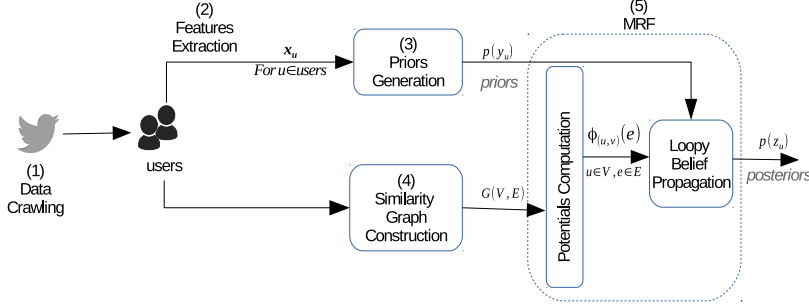 (1)
Data
Crawling
users
(2)
Features
Extraction
x_u
For u∈users
(3)
Priors
Generation
p(y_u)
priors
(4)
Similarity
Graph
Construction
G(V,E)
(5)
MRF
Potentials Computation
ϕ_(u,v)(e)
u∈V,e∈E
Loopy
Belief
Propagation
p(z_u)
posteriors